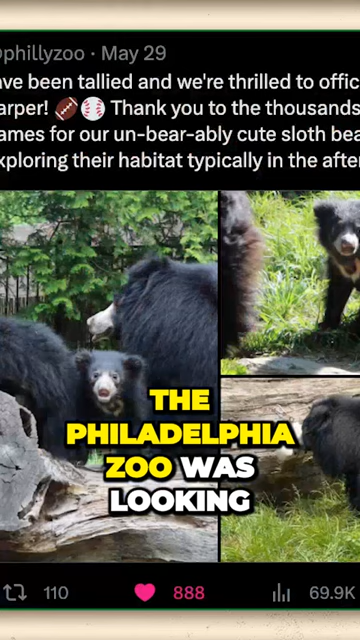 phillyzoo · May 29
ve been tallied and we're thrilled to offic
arper! 🏈⚾ Thank you to the thousands
ames for our un-bear-ably cute sloth bea
xploring their habitat typically in the after
THE
PHILADELPHIA
ZOO WAS
LOOKING
110 888 69.9K